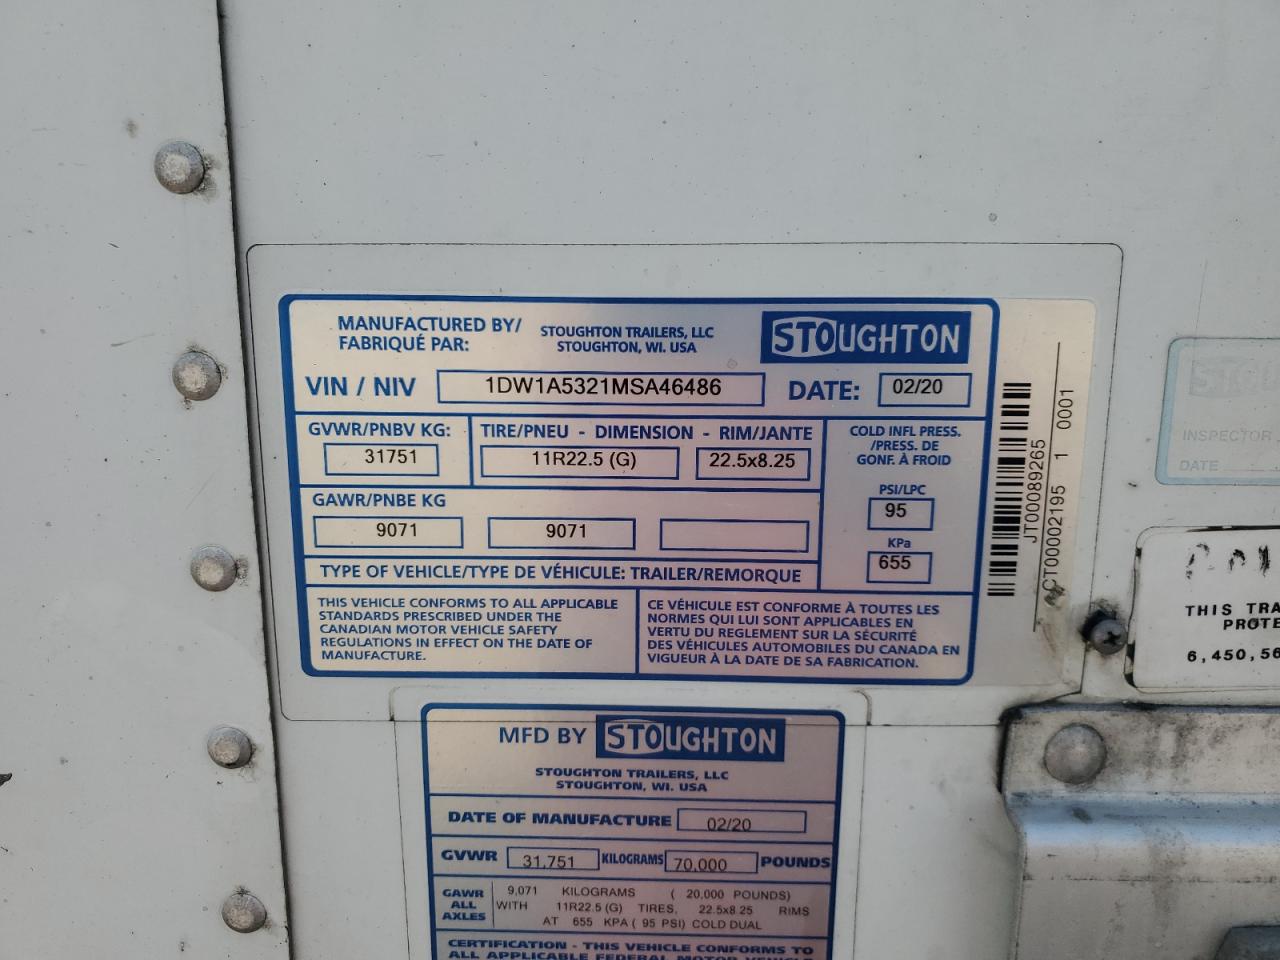 MANUFACTURED BY/
FABRIQUÉ PAR:
STOUGHTON TRAILERS, LLC
STOUGHTON, WI. USA
STOUGHTON
VIN / NIV
1DW1A5321MSA46486
DATE:
02/20
GVWR/PNBV KG:
31751
TIRE/PNEU - DIMENSION - RIM/JANTE
11R22.5 (G)
22.5x8.25
COLD INFL PRESS.
/PRESS. DE
GONF. À FROID
PSI/LPC
95
KPa
655
GAWR/PNBE KG
9071
9071
TYPE OF VEHICLE/TYPE DE VÉHICULE: TRAILER/REMORQUE
THIS VEHICLE CONFORMS TO ALL APPLICABLE
STANDARDS PRESCRIBED UNDER THE
CANADIAN MOTOR VEHICLE SAFETY
REGULATIONS IN EFFECT ON THE DATE OF
MANUFACTURE.
CE VÉHICULE EST CONFORME À TOUTES LES
NORMES QUI LUI SONT APPLICABLES EN
VERTU DU REGLEMENT SUR LA SÉCURITÉ
DES VÉHICULES AUTOMOBILES DU CANADA EN
VIGUEUR À LA DATE DE SA FABRICATION.
JT00089265
CT00002195 1 0001
INSPECTOR
DATE
THIS TRA
PROTE
6,450,56
MFD BY STOUGHTON
STOUGHTON TRAILERS, LLC
STOUGHTON, WI. USA
DATE OF MANUFACTURE 02/20
GVWR 31,751 KILOGRAMS 70,000 POUNDS
GAWR
ALL
AXLES
9,071 KILOGRAMS ( 20,000 POUNDS)
WITH 11R22.5 (G) TIRES, 22.5x8.25 RIMS
AT 655 KPA ( 95 PSI) COLD DUAL
CERTIFICATION - THIS VEHICLE CONFORMS TO
ALL APPLICABLE FEDERAL MOTOR VEHICLE